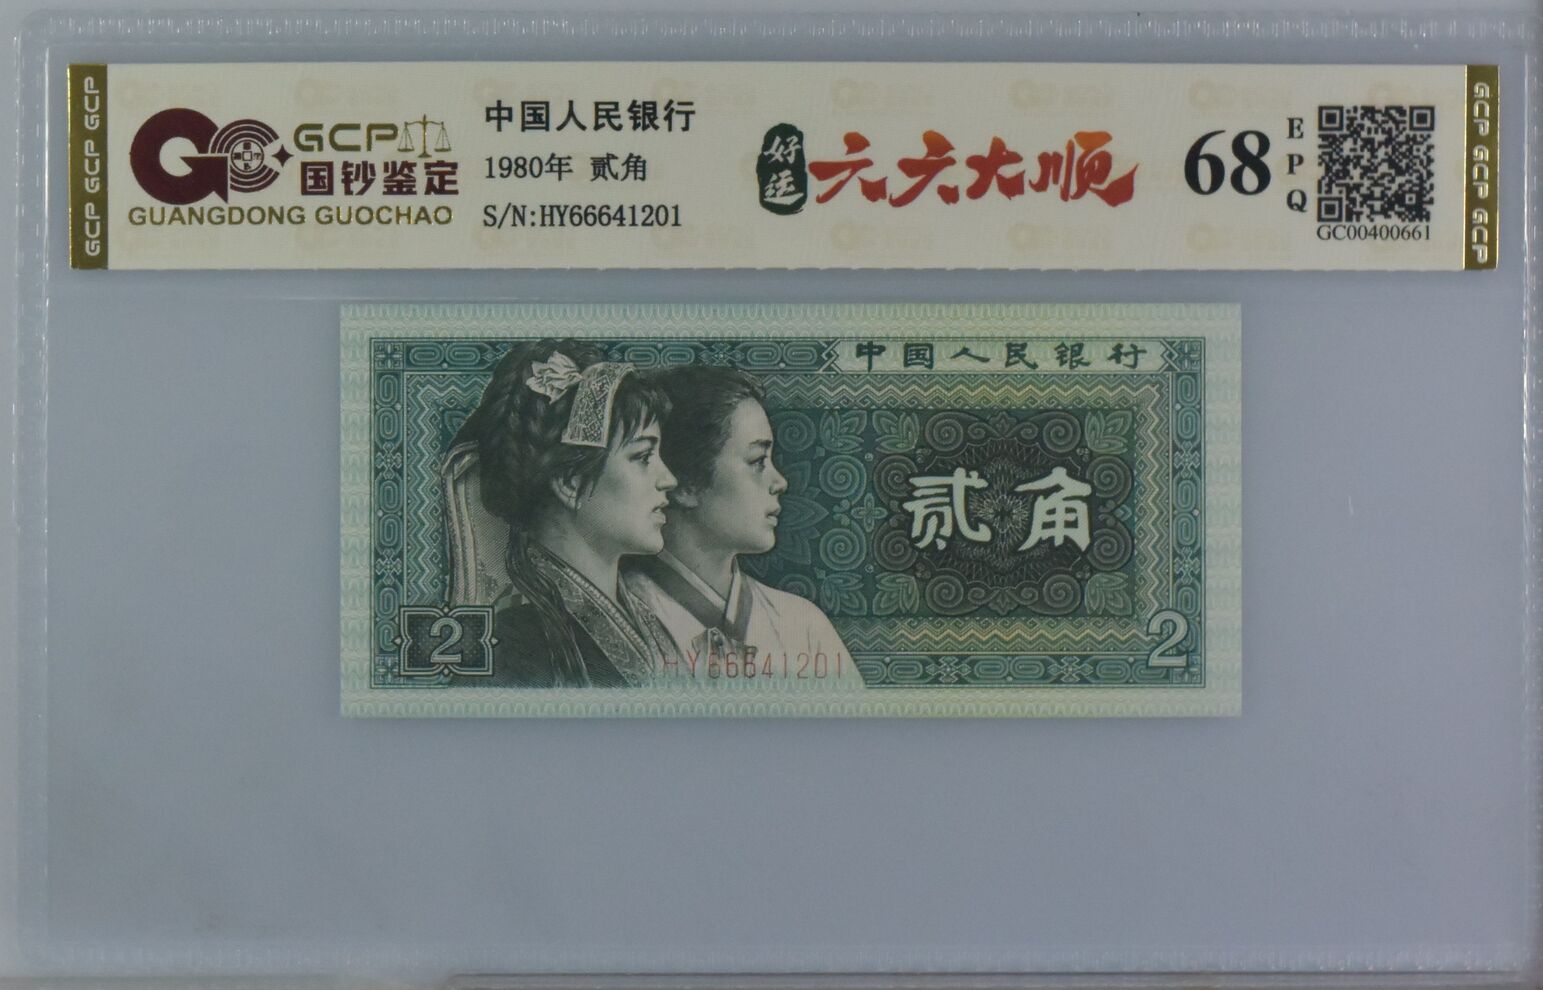 GCP GCP GCP
GCP
国钞鉴定
GUANGDONG GUOCHAO
中国人民银行
1980年 贰角
S/N:HY66641201
好运
六六大顺
68
EPQ
GC00400661
GCP GCP GCP
中国人民银行
贰角
2
2
HY66641201